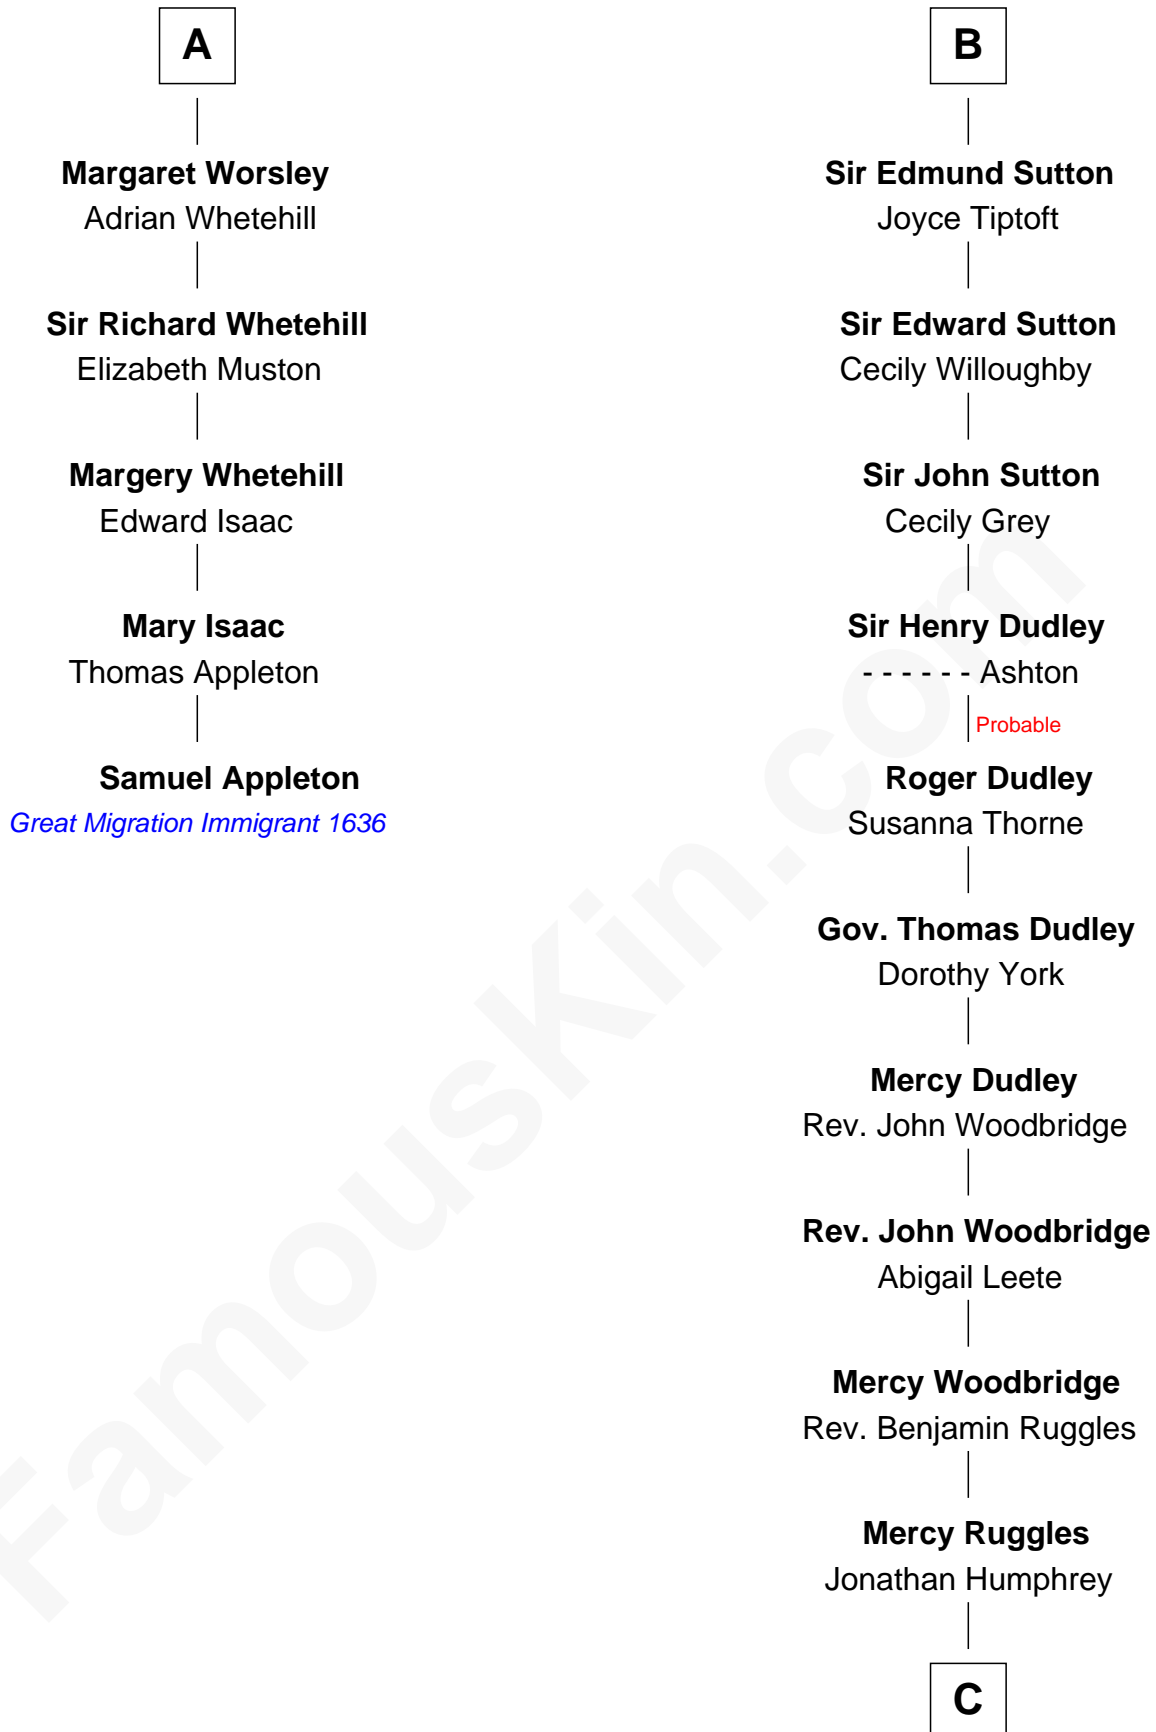 A
Margaret Worsley
Adrian Whetehill
Sir Richard Whetehill
Elizabeth Muston
Margery Whetehill
Edward Isaac
Mary Isaac
Thomas Appleton
Samuel Appleton
Great Migration Immigrant 1636
B
Sir Edmund Sutton
Joyce Tiptoft
Sir Edward Sutton
Cecily Willoughby
Sir John Sutton
Cecily Grey
Sir Henry Dudley
- - - - - - Ashton
Probable
Roger Dudley
Susanna Thorne
Gov. Thomas Dudley
Dorothy York
Mercy Dudley
Rev. John Woodbridge
Rev. John Woodbridge
Abigail Leete
Mercy Woodbridge
Rev. Benjamin Ruggles
Mercy Ruggles
Jonathan Humphrey
C
FamousKin.com